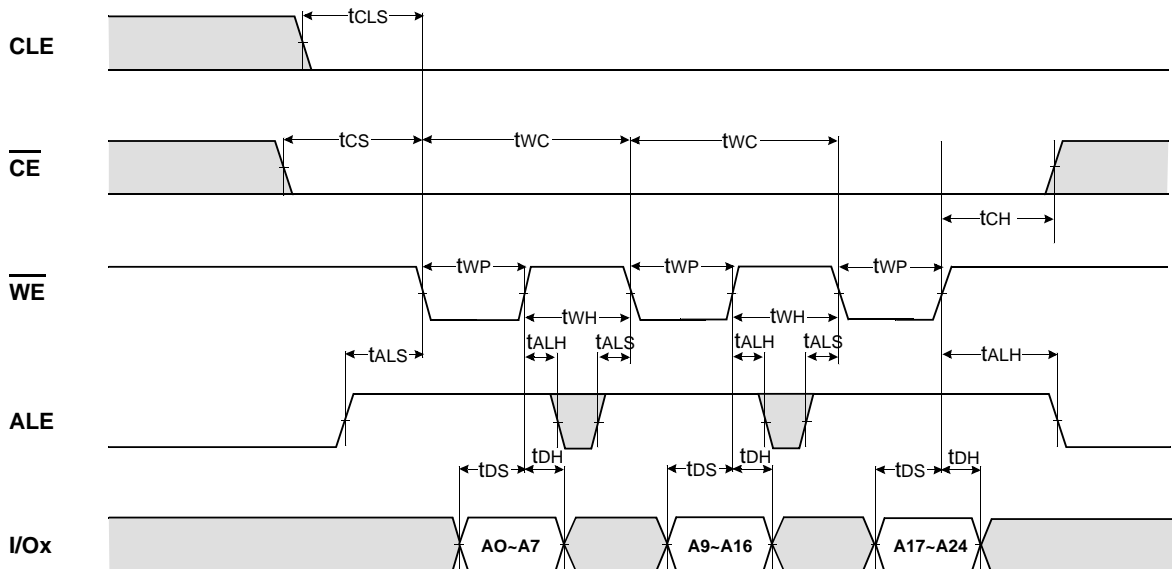 CLE
tCLS
CE
tCS
tWC
tWC
tCH
WE
tWP
tWP
tWP
tWH
tWH
tALS
tALH
tALS
tALH
tALS
tALH
ALE
tDS
tDH
tDS
tDH
tDS
tDH
I/Ox
AO~A7
A9~A16
A17~A24